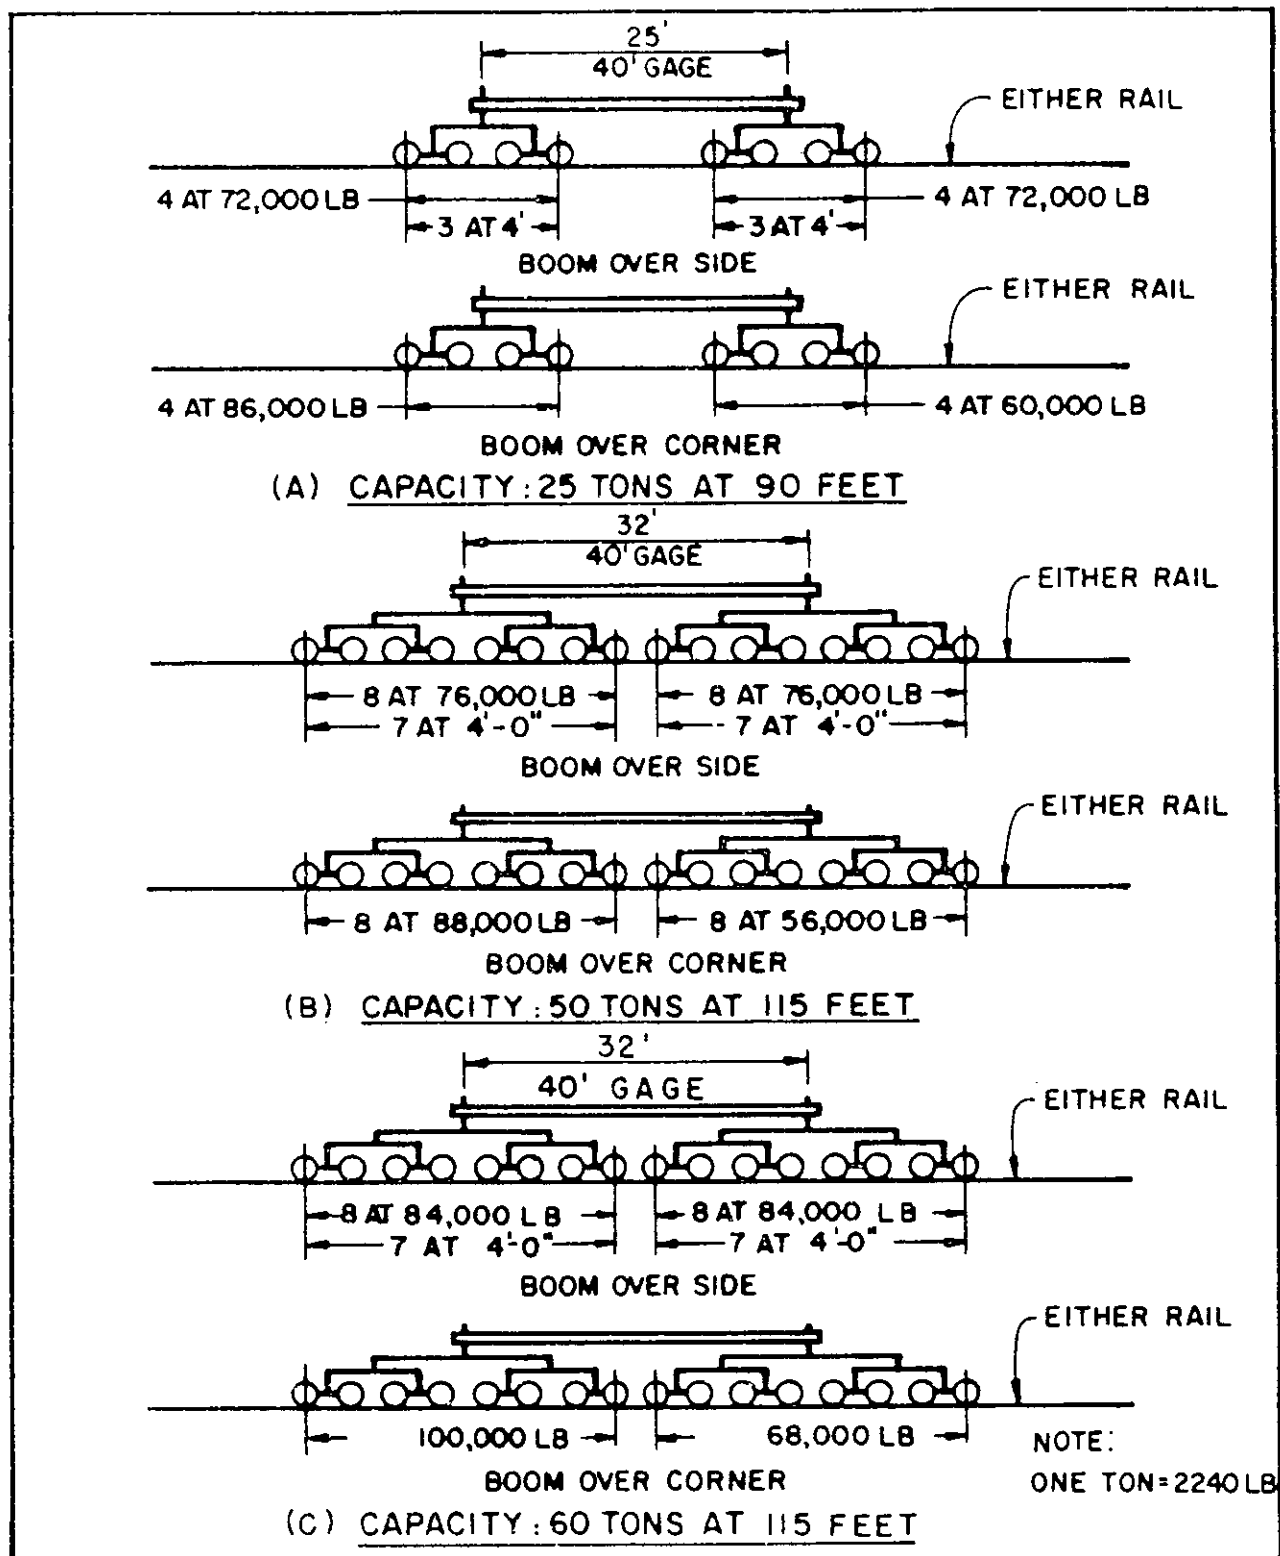 25'
40' GAGE
EITHER RAIL
4 AT 72,000 LB 4 AT 72,000 LB
3 AT 4' 3 AT 4'
BOOM OVER SIDE
EITHER RAIL
4 AT 86,000 LB 4 AT 60,000 LB
BOOM OVER CORNER
(A) CAPACITY: 25 TONS AT 90 FEET
32'
40' GAGE
EITHER RAIL
8 AT 76,000 LB 8 AT 76,000 LB
7 AT 4'-0" 7 AT 4'-0"
BOOM OVER SIDE
EITHER RAIL
8 AT 88,000 LB 8 AT 56,000 LB
BOOM OVER CORNER
(B) CAPACITY: 50 TONS AT 115 FEET
32'
40' GAGE
EITHER RAIL
8 AT 84,000 LB 8 AT 84,000 LB
7 AT 4'-0" 7 AT 4'-0"
BOOM OVER SIDE
EITHER RAIL
100,000 LB 68,000 LB
NOTE:
ONE TON=2240 LB
BOOM OVER CORNER
(C) CAPACITY: 60 TONS AT 115 FEET